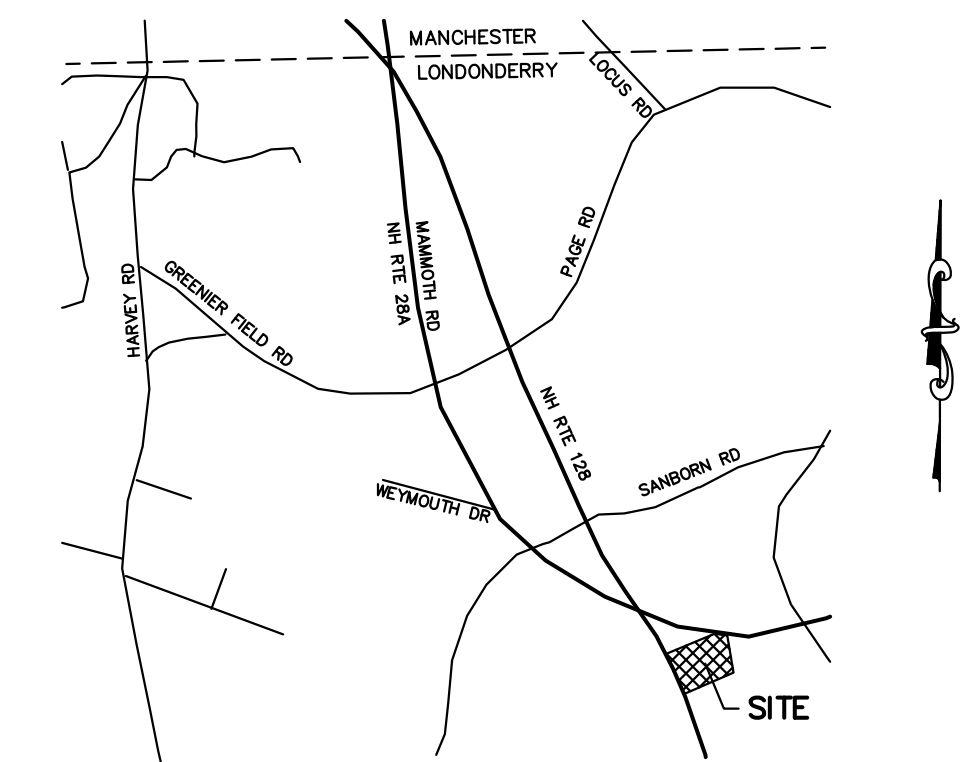 MANCHESTER
LONDONDERRY
LOCUS RD
PAGE RD
MAMMOTH RD
NH RTE 28A
HARVEY RD
GREENIER FIELD RD
NH RTE 128
SANBORN RD
WEYMOUTH DR
SITE